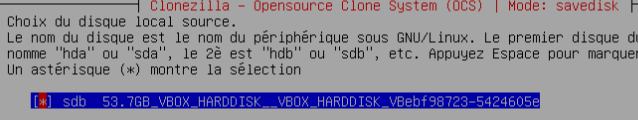 Clonezilla - Opensource Clone System (OCS) | Mode: savedisk
Choix du disque local source.
Le nom du disque est le nom du périphérique sous GNU/Linux. Le premier disque du
nomme "hda" ou "sda", le 2è est "hdb" ou "sdb", etc. Appuyez Espace pour marquer
Un astérisque (*) montre la sélection
[*] sdb 53.7GB_VBOX_HARDDISK__VBOX_HARDDISK_VBebf98723-5424605e